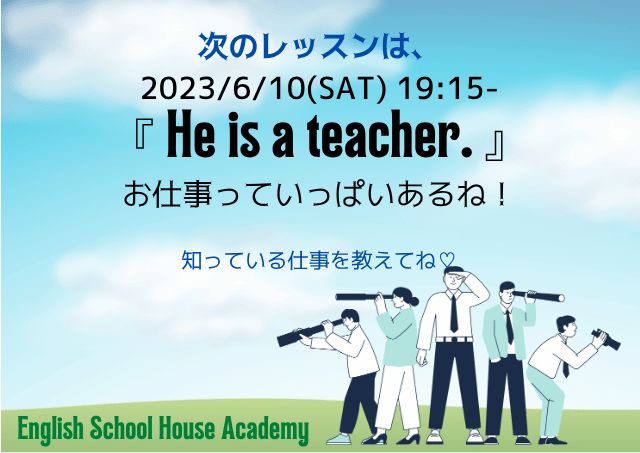 次のレッスンは、
2023/6/10(SAT) 19:15-
『 He is a teacher. 』
お仕事っていっぱいあるね！
知っている仕事を教えてね♡
English School House Academy